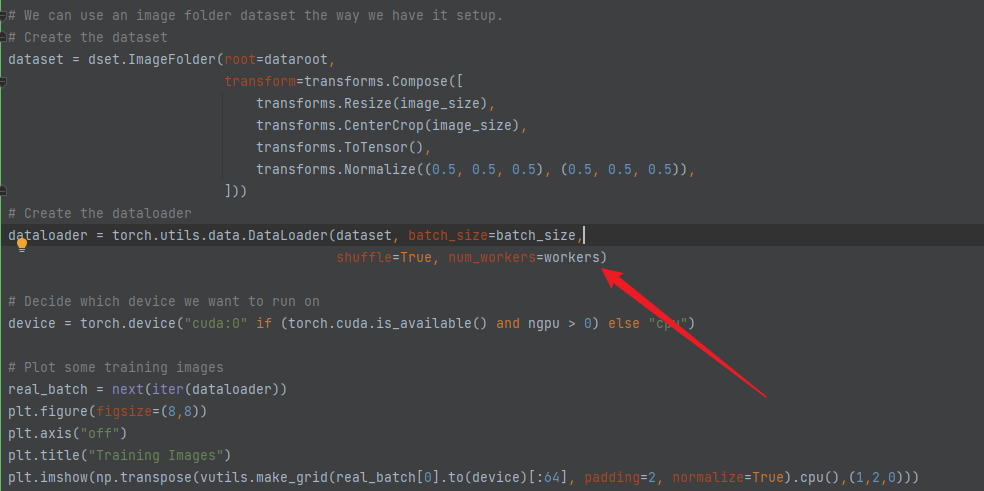 # We can use an image folder dataset the way we have it setup.
# Create the dataset
dataset = dset.ImageFolder(root=dataroot,
                           transform=transforms.Compose([
                               transforms.Resize(image_size),
                               transforms.CenterCrop(image_size),
                               transforms.ToTensor(),
                               transforms.Normalize((0.5, 0.5, 0.5), (0.5, 0.5, 0.5)),
                           ]))
# Create the dataloader
dataloader = torch.utils.data.DataLoader(dataset, batch_size=batch_size,
                                         shuffle=True, num_workers=workers)
# Decide which device we want to run on
device = torch.device("cuda:0" if (torch.cuda.is_available() and ngpu > 0) else "cpu")
# Plot some training images
real_batch = next(iter(dataloader))
plt.figure(figsize=(8,8))
plt.axis("off")
plt.title("Training Images")
plt.imshow(np.transpose(vutils.make_grid(real_batch[0].to(device)[:64], padding=2, normalize=True).cpu(),(1,2,0)))